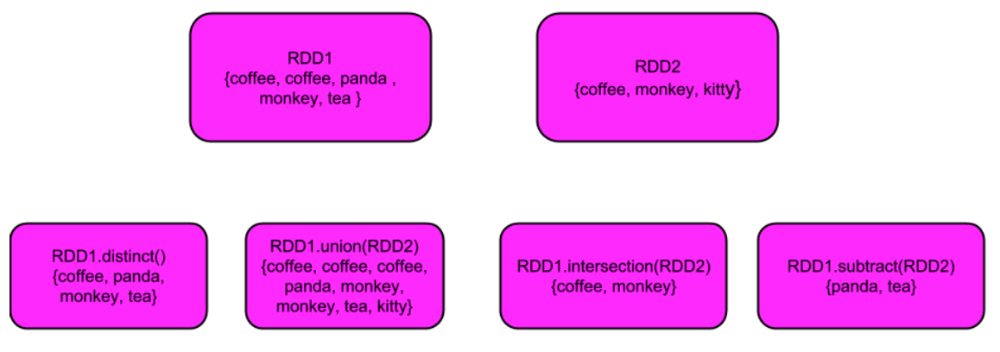 RDD1
{coffee, coffee, panda ,
monkey, tea }
RDD2
{coffee, monkey, kitty}
RDD1.distinct()
{coffee, panda,
monkey, tea}
RDD1.union(RDD2)
{coffee, coffee, coffee,
panda, monkey,
monkey, tea, kitty}
RDD1.intersection(RDD2)
{coffee, monkey}
RDD1.subtract(RDD2)
{panda, tea}